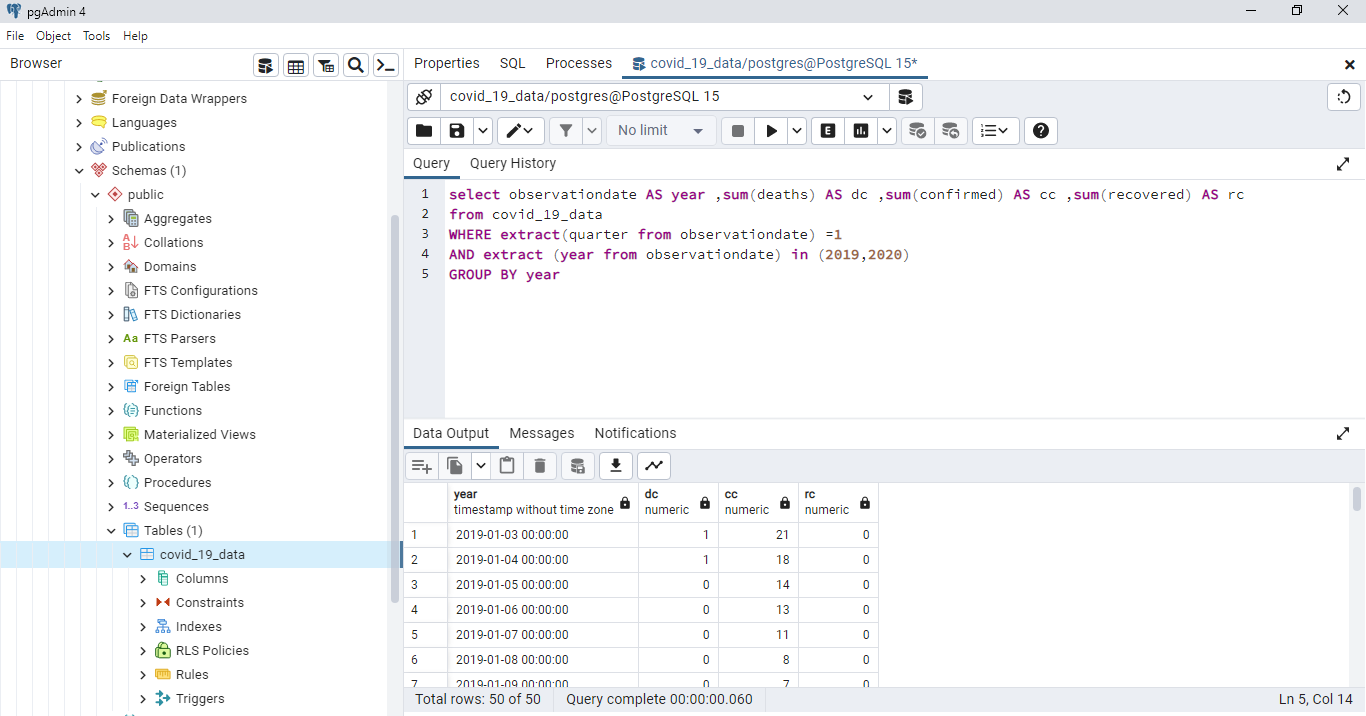 pgAdmin 4
File Object Tools Help
Browser
Properties SQL Processes covid_19_data/postgres@PostgreSQL 15*
Foreign Data Wrappers
Languages
Publications
Schemas (1)
public
Aggregates
Collations
Domains
FTS Configurations
FTS Dictionaries
Aa FTS Parsers
FTS Templates
Foreign Tables
Functions
Materialized Views
Operators
Procedures
1..3 Sequences
Tables (1)
covid_19_data
Columns
Constraints
Indexes
RLS Policies
Rules
Triggers
covid_19_data/postgres@PostgreSQL 15
No limit
E
Query Query History
1 select observationdate AS year ,sum(deaths) AS dc ,sum(confirmed) AS cc ,sum(recovered) AS rc
2 from covid_19_data
3 WHERE extract(quarter from observationdate) =1
4 AND extract (year from observationdate) in (2019,2020)
5 GROUP BY year
Data Output Messages Notifications
year dc cc rc
timestamp without time zone numeric numeric numeric
1 2019-01-03 00:00:00 1 21 0
2 2019-01-04 00:00:00 1 18 0
3 2019-01-05 00:00:00 0 14 0
4 2019-01-06 00:00:00 0 13 0
5 2019-01-07 00:00:00 0 11 0
6 2019-01-08 00:00:00 0 8 0
7 2019-01-09 00:00:00 0 7 0
Total rows: 50 of 50 Query complete 00:00:00.060 Ln 5, Col 14